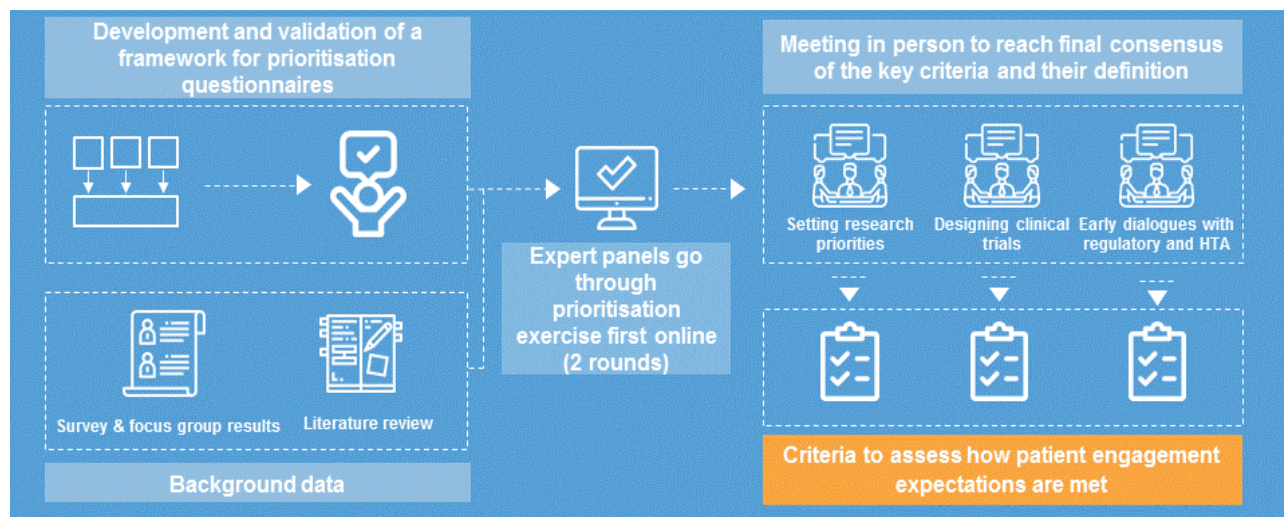 Development and validation of a
framework for prioritisation
questionnaires
Survey & focus group results
Literature review
Background data
Expert panels go
through
prioritisation
exercise first online
(2 rounds)
Meeting in person to reach final consensus
of the key criteria and their definition
Setting research
priorities
Designing clinical
trials
Early dialogues with
regulatory and HTA
Criteria to assess how patient engagement
expectations are met